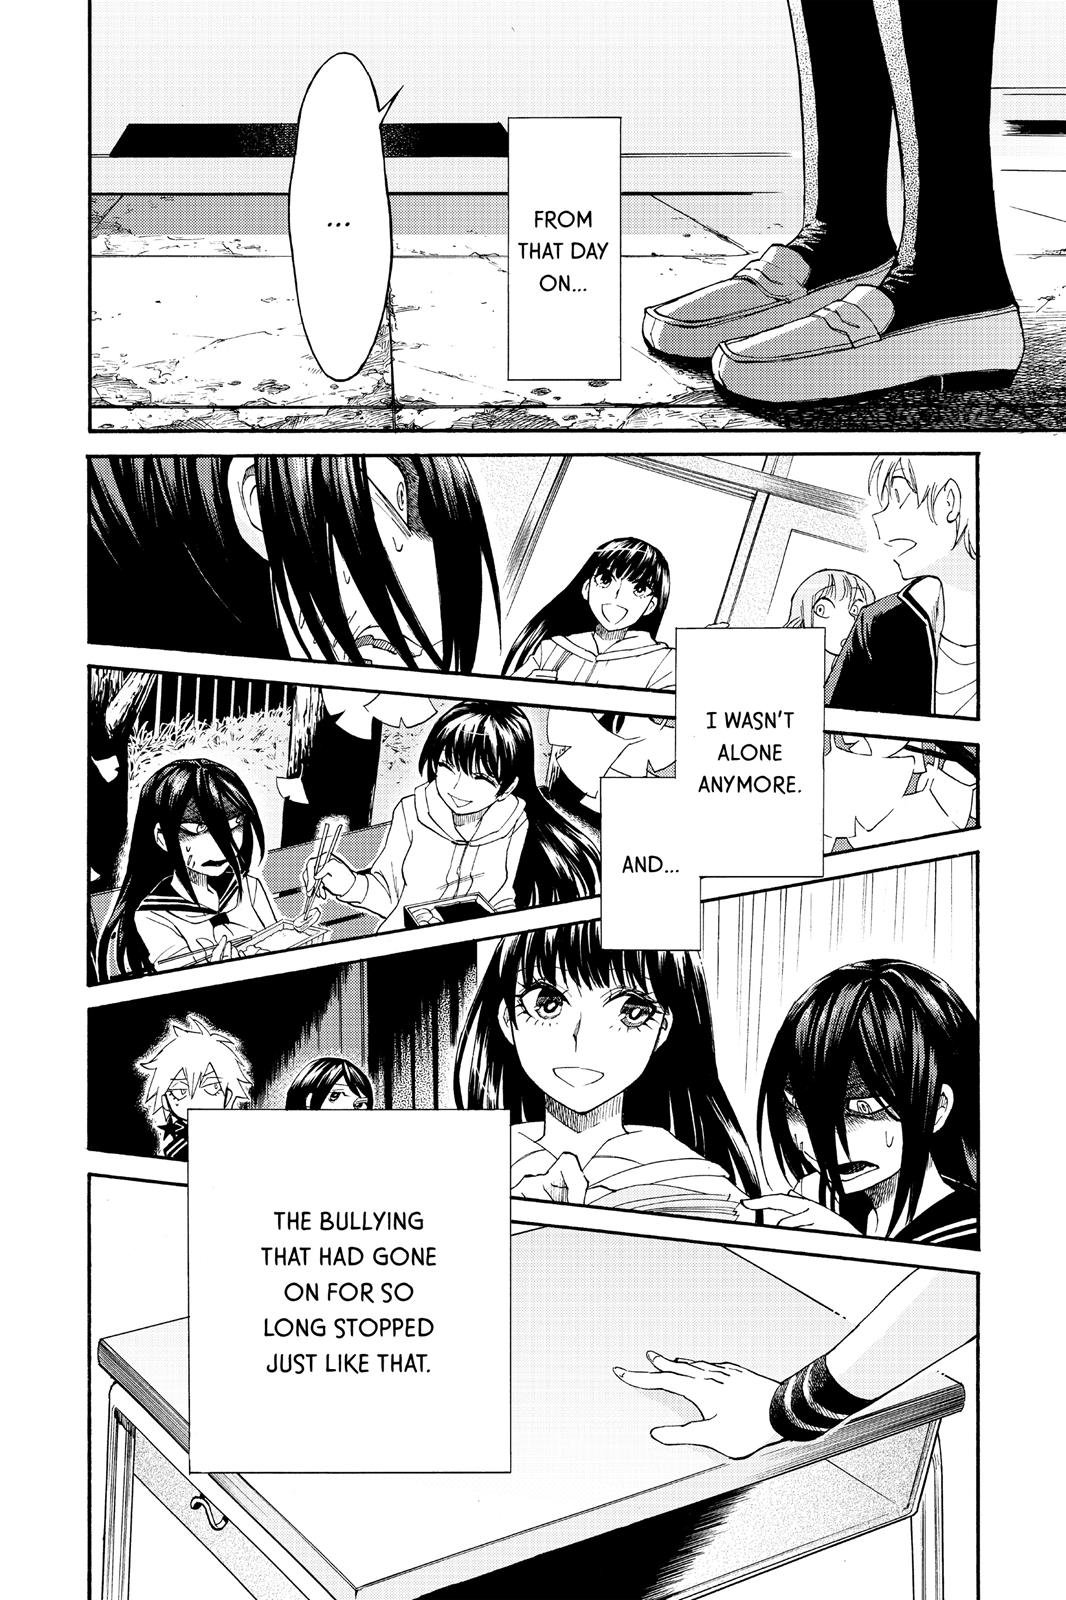 FROM
THAT DAY
ON...
...
I WASN'T
ALONE
ANYMORE.
AND...
THE BULLYING
THAT HAD GONE
ON FOR SO
LONG STOPPED
JUST LIKE THAT.